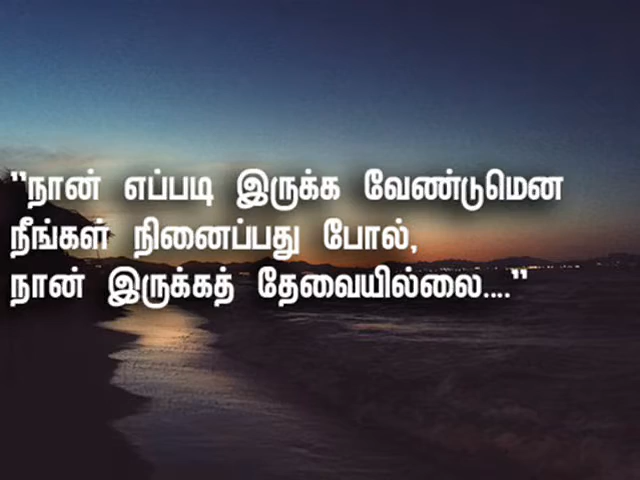 "நான் எப்படி இருக்க வேண்டுமென
நீங்கள் நினைப்பது போல்,
நான் இருக்கத் தேவையில்லை...."